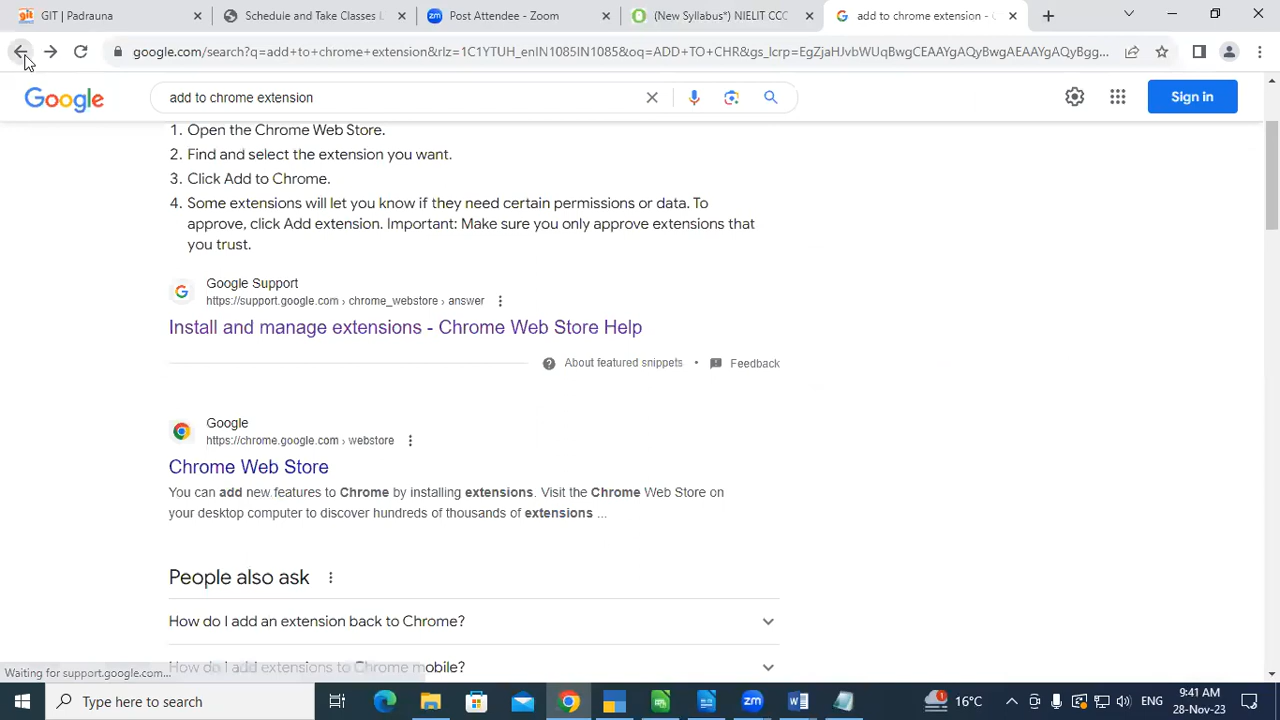 GIT | Padrauna
Schedule and Take Classes L
Post Attendee - Zoom
(New Syllabus*) NIELIT CCC
add to chrome extension - G
google.com/search?q=add+to+chrome+extension&rlz=1C1YTUH_enIN1085IN1085&oq=ADD+TO+CHR&gs_lcrp=EgZjaHJvbWUqBwgCEAAYgAQyBwgAEAAYgAQyBgg...
Google
add to chrome extension
Sign in
1. Open the Chrome Web Store.
2. Find and select the extension you want.
3. Click Add to Chrome.
4. Some extensions will let you know if they need certain permissions or data. To
approve, click Add extension. Important: Make sure you only approve extensions that
you trust.
Google Support
https://support.google.com › chrome_webstore › answer
Install and manage extensions - Chrome Web Store Help
About featured snippets • Feedback
Google
https://chrome.google.com › webstore
Chrome Web Store
You can add new features to Chrome by installing extensions. Visit the Chrome Web Store on
your desktop computer to discover hundreds of thousands of extensions ...
People also ask
How do I add an extension back to Chrome?
How do I add extensions to Chrome mobile?
Waiting for support.google.com...
Type here to search
16°C
ENG
9:41 AM
28-Nov-23